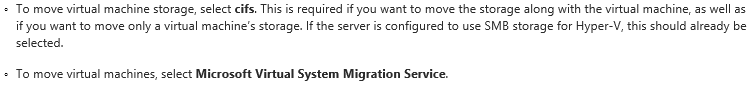 ◦ To move virtual machine storage, select cifs. This is required if you want to move the storage along with the virtual machine, as well as
if you want to move only a virtual machine's storage. If the server is configured to use SMB storage for Hyper-V, this should already be
selected.
◦ To move virtual machines, select Microsoft Virtual System Migration Service.